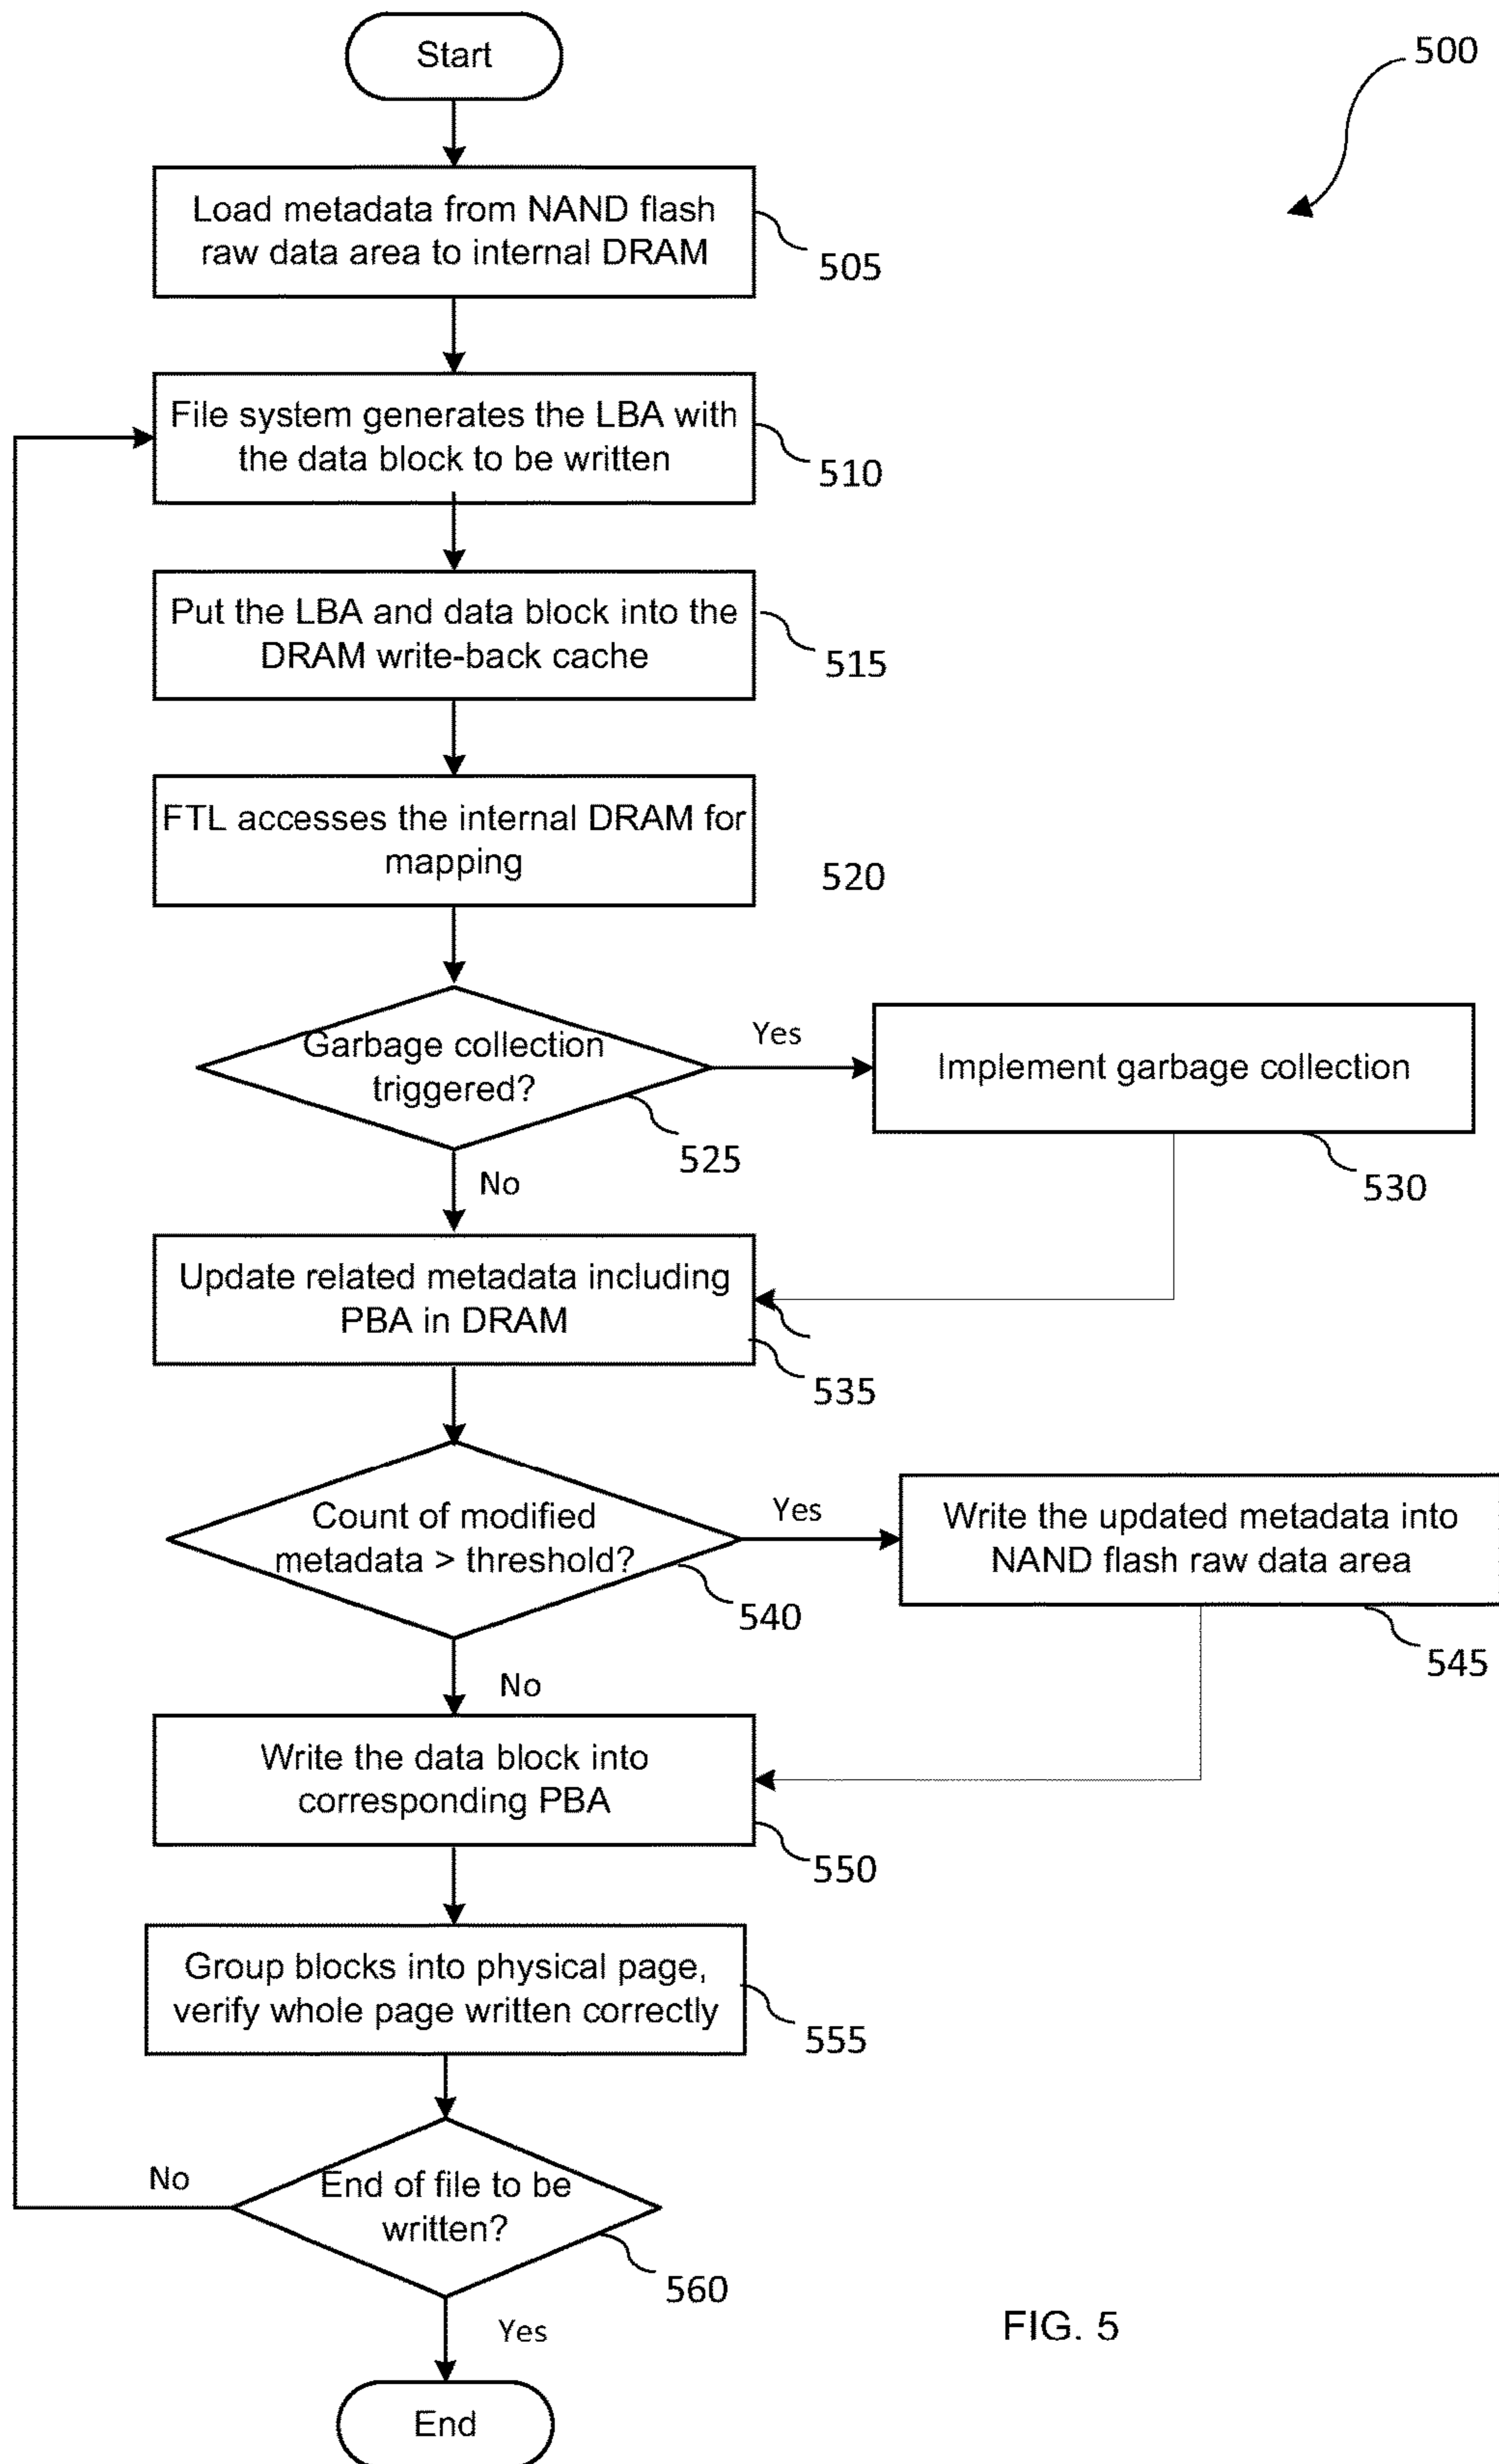 Start
500
Load metadata from NAND flash
raw data area to internal DRAM
505
File system generates the LBA with
the data block to be written
510
Put the LBA and data block into the
DRAM write-back cache
515
FTL accesses the internal DRAM for
mapping
520
Garbage collection
triggered?
525
Yes
Implement garbage collection
530
No
Update related metadata including
PBA in DRAM
535
Count of modified
metadata > threshold?
540
Yes
Write the updated metadata into
NAND flash raw data area
545
No
Write the data block into
corresponding PBA
550
Group blocks into physical page,
verify whole page written correctly
555
No
End of file to be
written?
560
Yes
End
FIG. 5